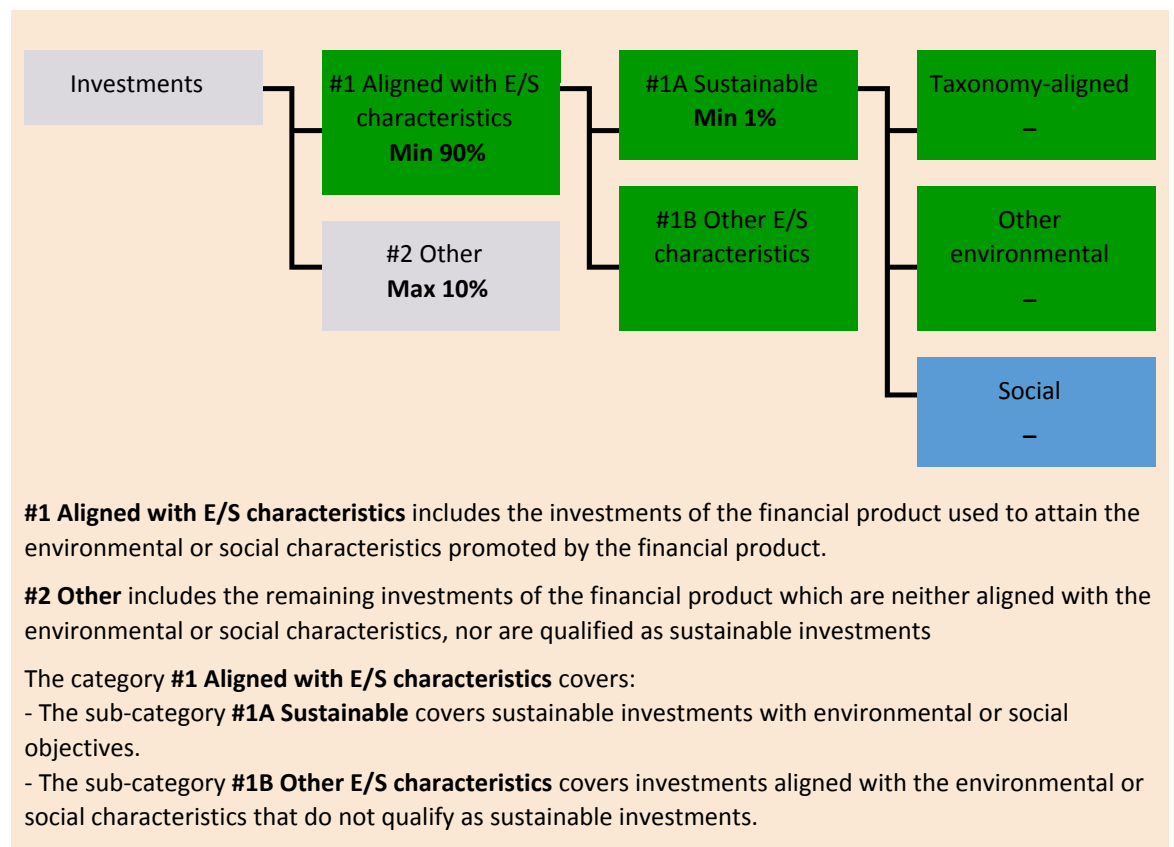 Investments
#1 Aligned with E/S
characteristics
Min 90%
#2 Other
Max 10%
#1A Sustainable
Min 1%
#1B Other E/S
characteristics
Taxonomy-aligned
–
Other
environmental
–
Social
–
#1 Aligned with E/S characteristics includes the investments of the financial product used to attain the
environmental or social characteristics promoted by the financial product.
#2 Other includes the remaining investments of the financial product which are neither aligned with the
environmental or social characteristics, nor are qualified as sustainable investments
The category #1 Aligned with E/S characteristics covers:
- The sub-category #1A Sustainable covers sustainable investments with environmental or social
objectives.
- The sub-category #1B Other E/S characteristics covers investments aligned with the environmental or
social characteristics that do not qualify as sustainable investments.